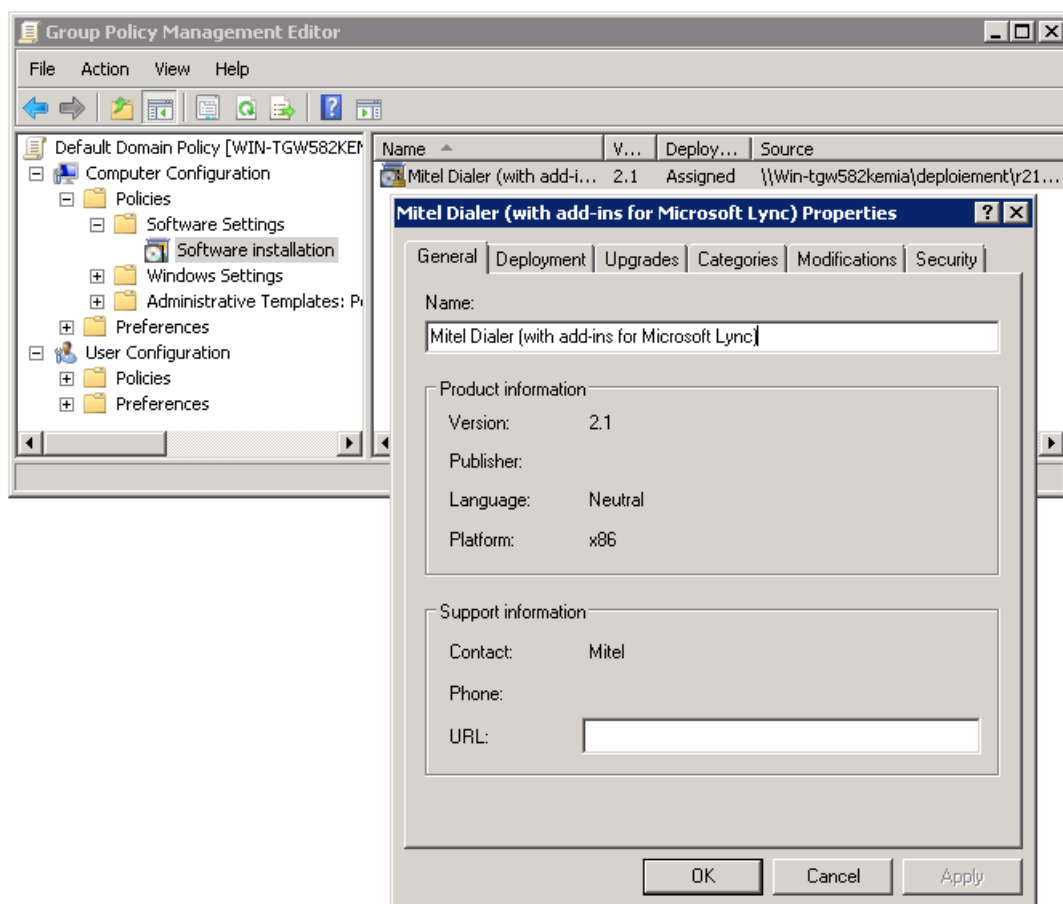 Group Policy Management Editor
File Action View Help
Default Domain Policy [WIN-TGW582KEM
Computer Configuration
Policies
Software Settings
Software installation
Windows Settings
Administrative Templates: Po
Preferences
User Configuration
Policies
Preferences
Name V... Deploy... Source
Mitel Dialer (with add-i... 2.1 Assigned \\Win-tgw582kemia\deploiement\r21...
Mitel Dialer (with add-ins for Microsoft Lync) Properties
General Deployment Upgrades Categories Modifications Security
Name:
Mitel Dialer (with add-ins for Microsoft Lync)
Product information
Version: 2.1
Publisher:
Language: Neutral
Platform: x86
Support information
Contact: Mitel
Phone:
URL:
OK Cancel Apply